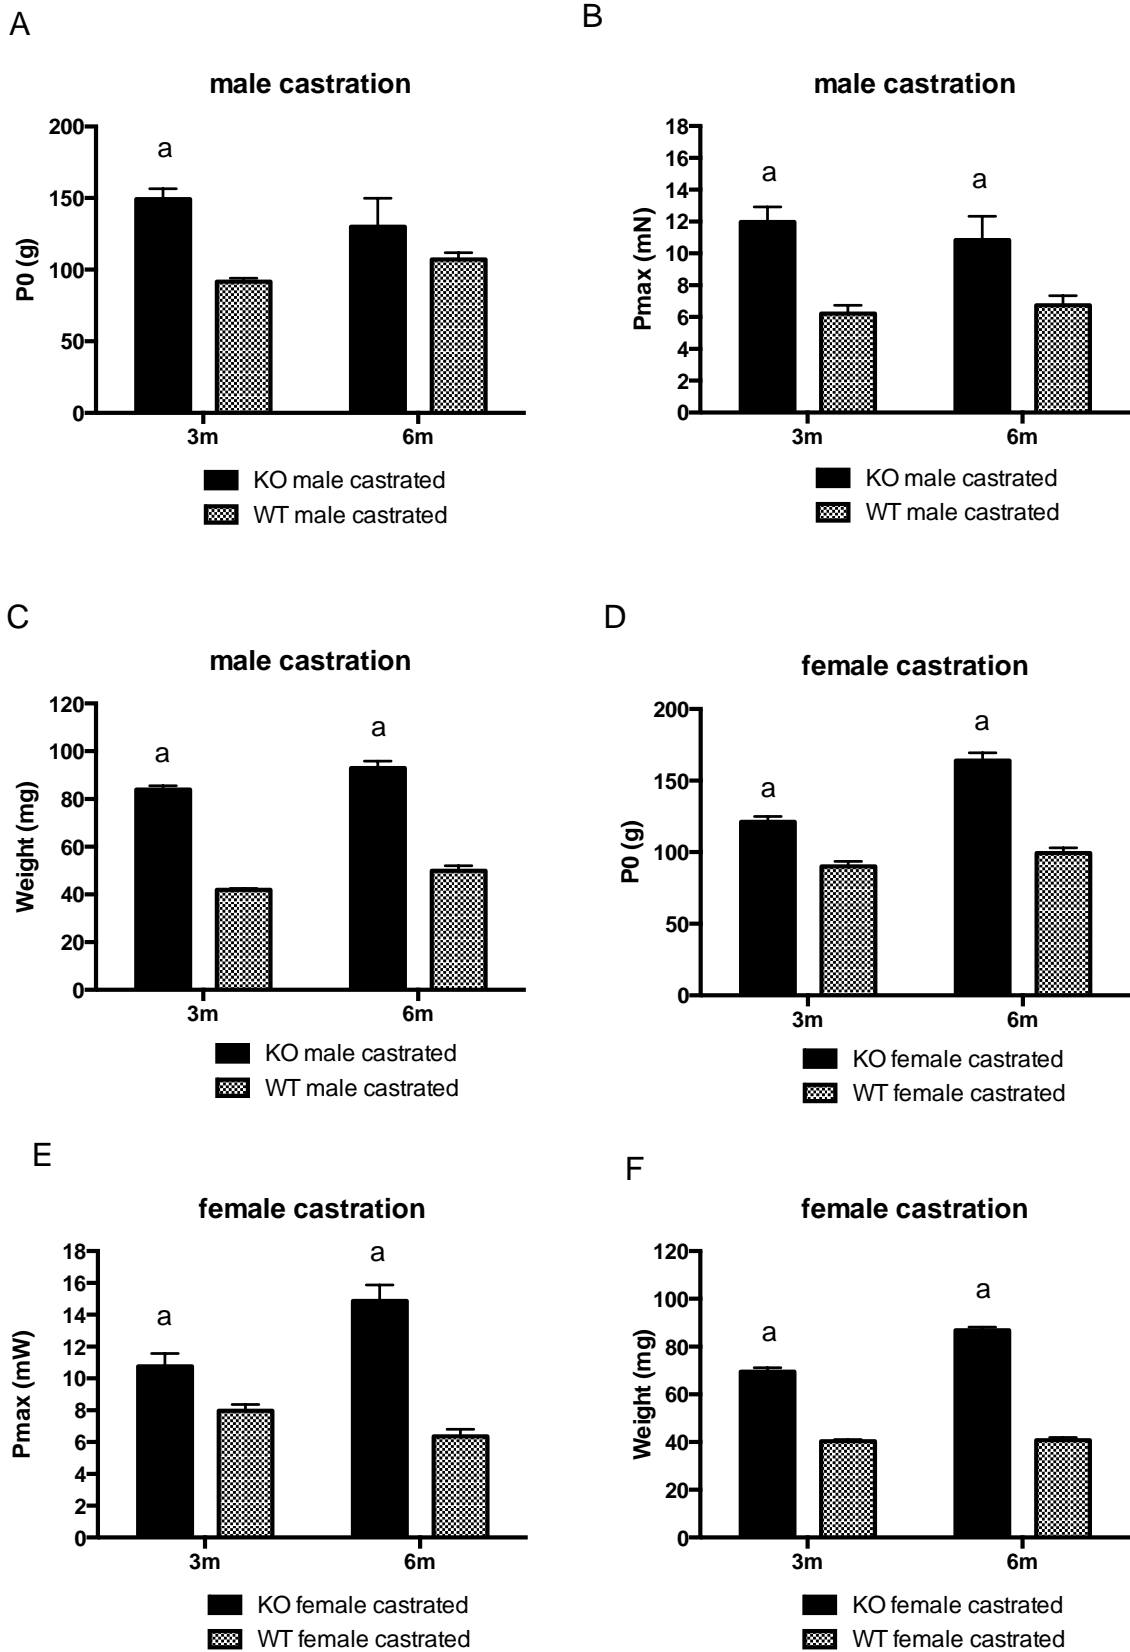 A
male castration
P0 (g)
200
150
100
50
0
a
3m
6m
KO male castrated
WT male castrated
B
male castration
Pmax (mN)
18
16
14
12
10
8
6
4
2
0
a
a
3m
6m
KO male castrated
WT male castrated
C
male castration
Weight (mg)
120
100
80
60
40
20
0
a
a
3m
6m
KO male castrated
WT male castrated
D
female castration
P0 (g)
200
150
100
50
0
a
a
3m
6m
KO female castrated
WT female castrated
E
female castration
Pmax (mW)
18
16
14
12
10
8
6
4
2
0
a
a
3m
6m
KO female castrated
WT female castrated
F
female castration
Weight (mg)
120
100
80
60
40
20
0
a
a
3m
6m
KO female castrated
WT female castrated